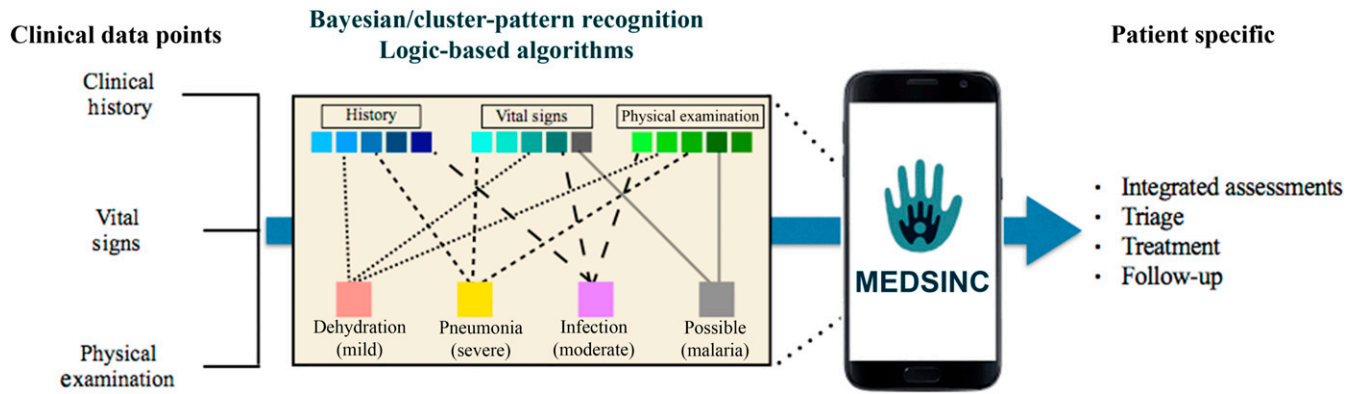 Clinical data points
Clinical
history
Vital
signs
Physical
examination
Bayesian/cluster-pattern recognition
Logic-based algorithms
History
Vital signs
Physical examination
Dehydration
(mild)
Pneumonia
(severe)
Infection
(moderate)
Possible
(malaria)
MEDSINC
Patient specific
· Integrated assessments
· Triage
· Treatment
· Follow-up